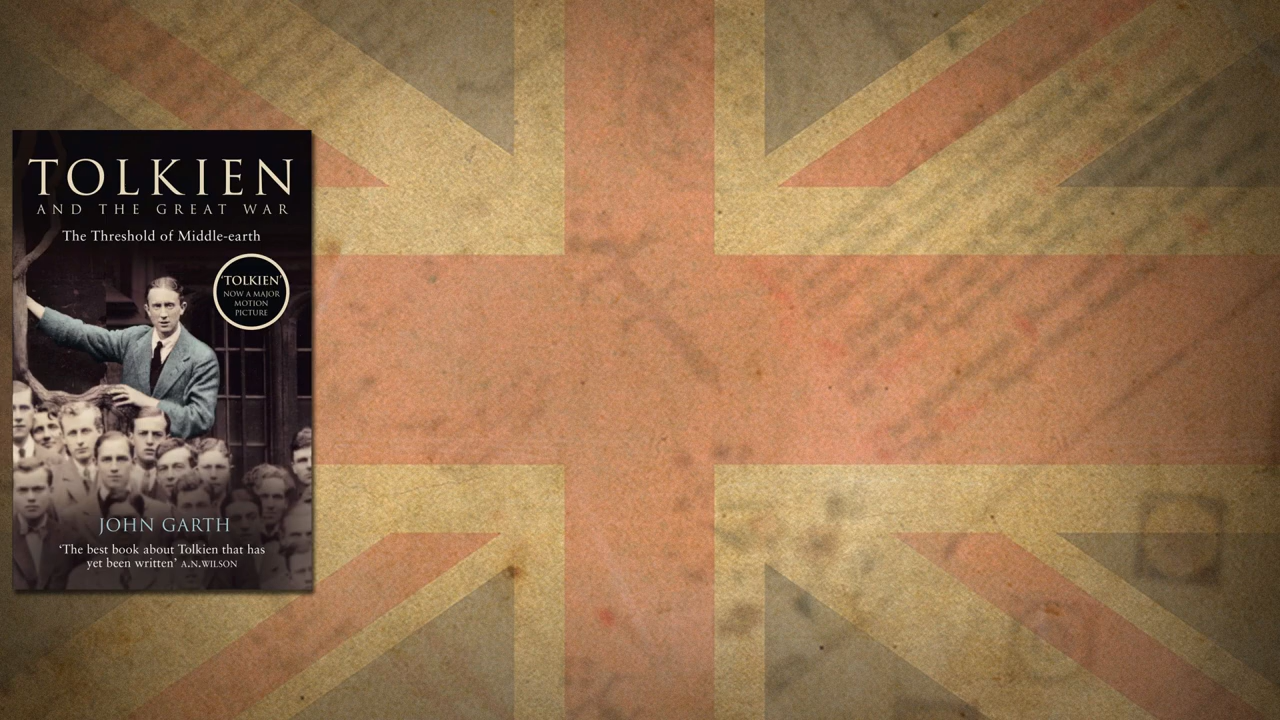 TOLKIEN
AND THE GREAT WAR
The Threshold of Middle-earth
'TOLKIEN'
NOW A MAJOR
MOTION
PICTURE
JOHN GARTH
‘The best book about Tolkien that has
yet been written’ A.N.WILSON